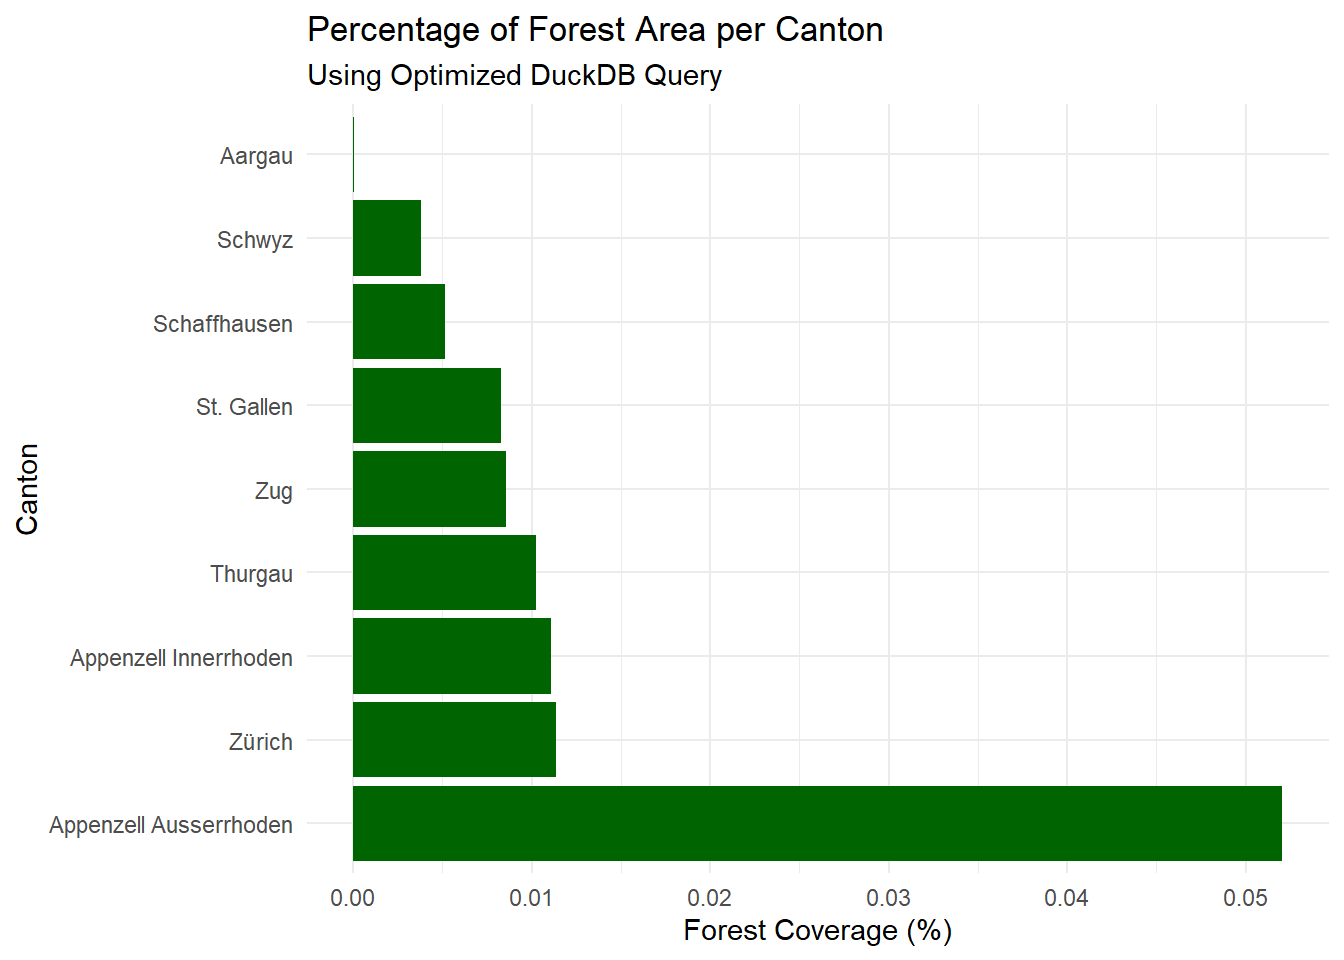 Percentage of Forest Area per Canton
Using Optimized DuckDB Query
Canton
Aargau
Schwyz
Schaffhausen
St. Gallen
Zug
Thurgau
Appenzell Innerrhoden
Zürich
Appenzell Ausserrhoden
0.00 0.01 0.02 0.03 0.04 0.05
Forest Coverage (%)